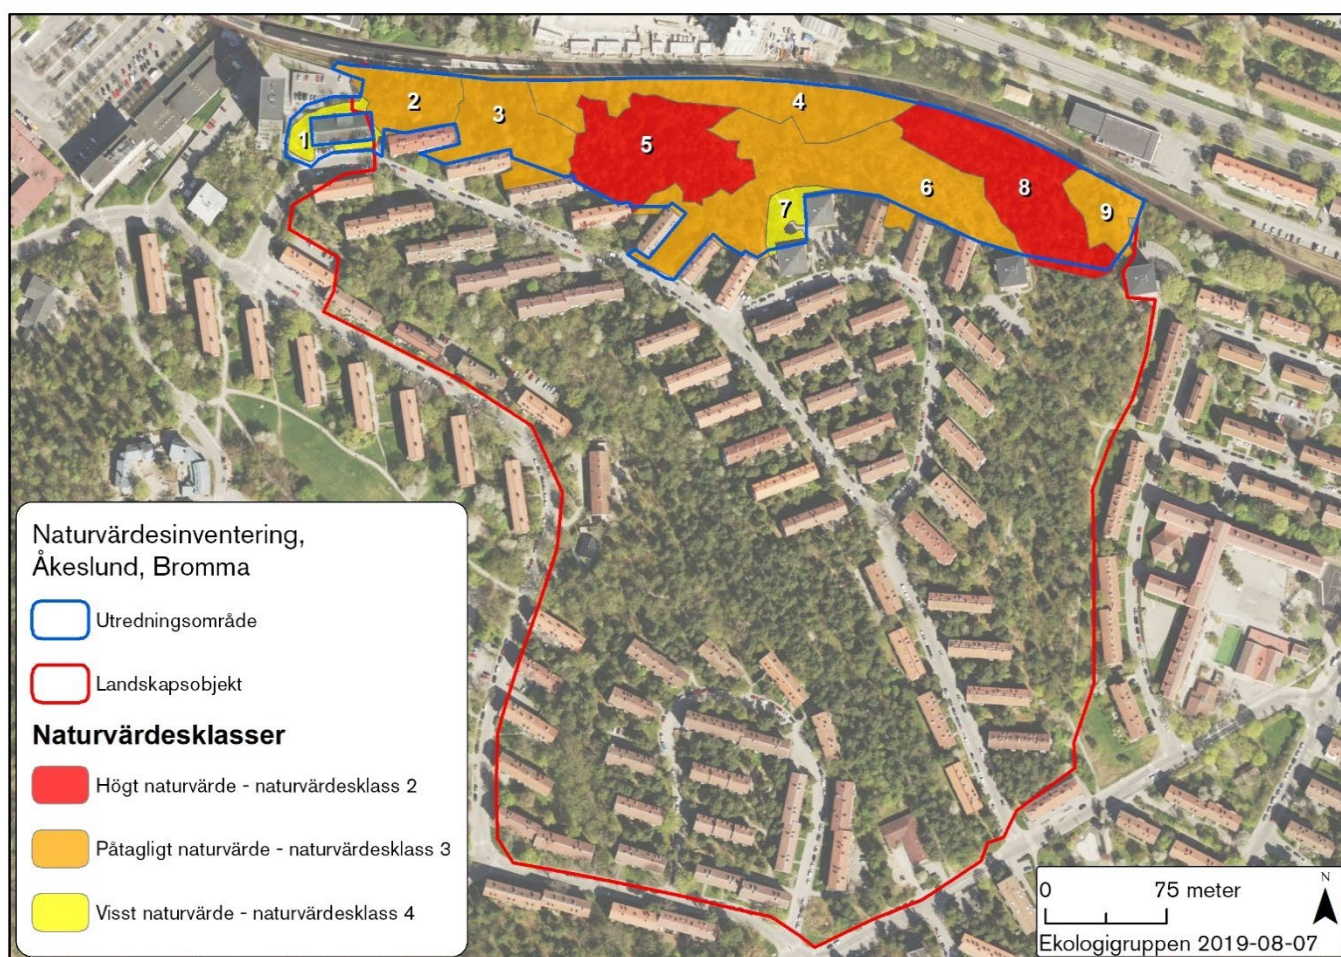 1
2
3
4
5
6
7
8
9
Naturvärdesinventering,
Åkeslund, Bromma
Utredningsområde
Landskapsobjekt
Naturvärdesklasser
Högt naturvärde - naturvärdesklass 2
Påtagligt naturvärde - naturvärdesklass 3
Visst naturvärde - naturvärdesklass 4
N
0 75 meter
Ekologigruppen 2019-08-07